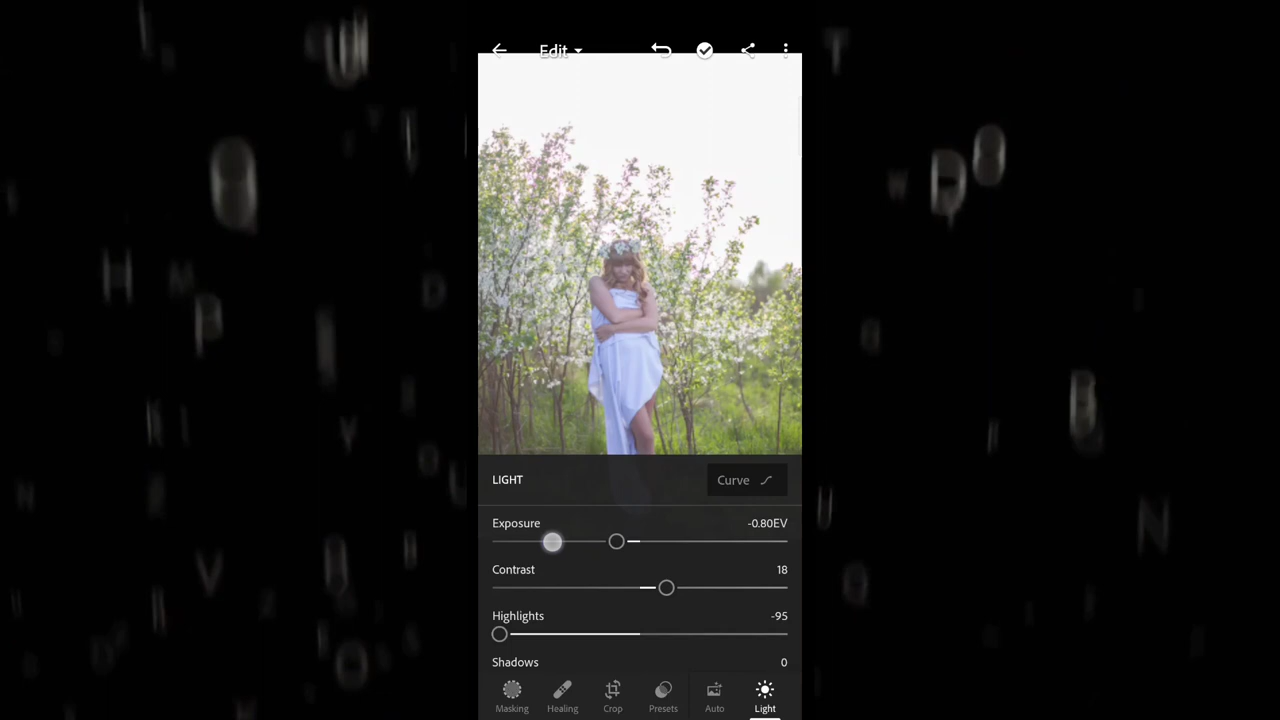 Edit
LIGHT
Curve
Exposure -0.80EV
Contrast 18
Highlights -95
Shadows 0
Masking Healing Crop Presets Auto Light